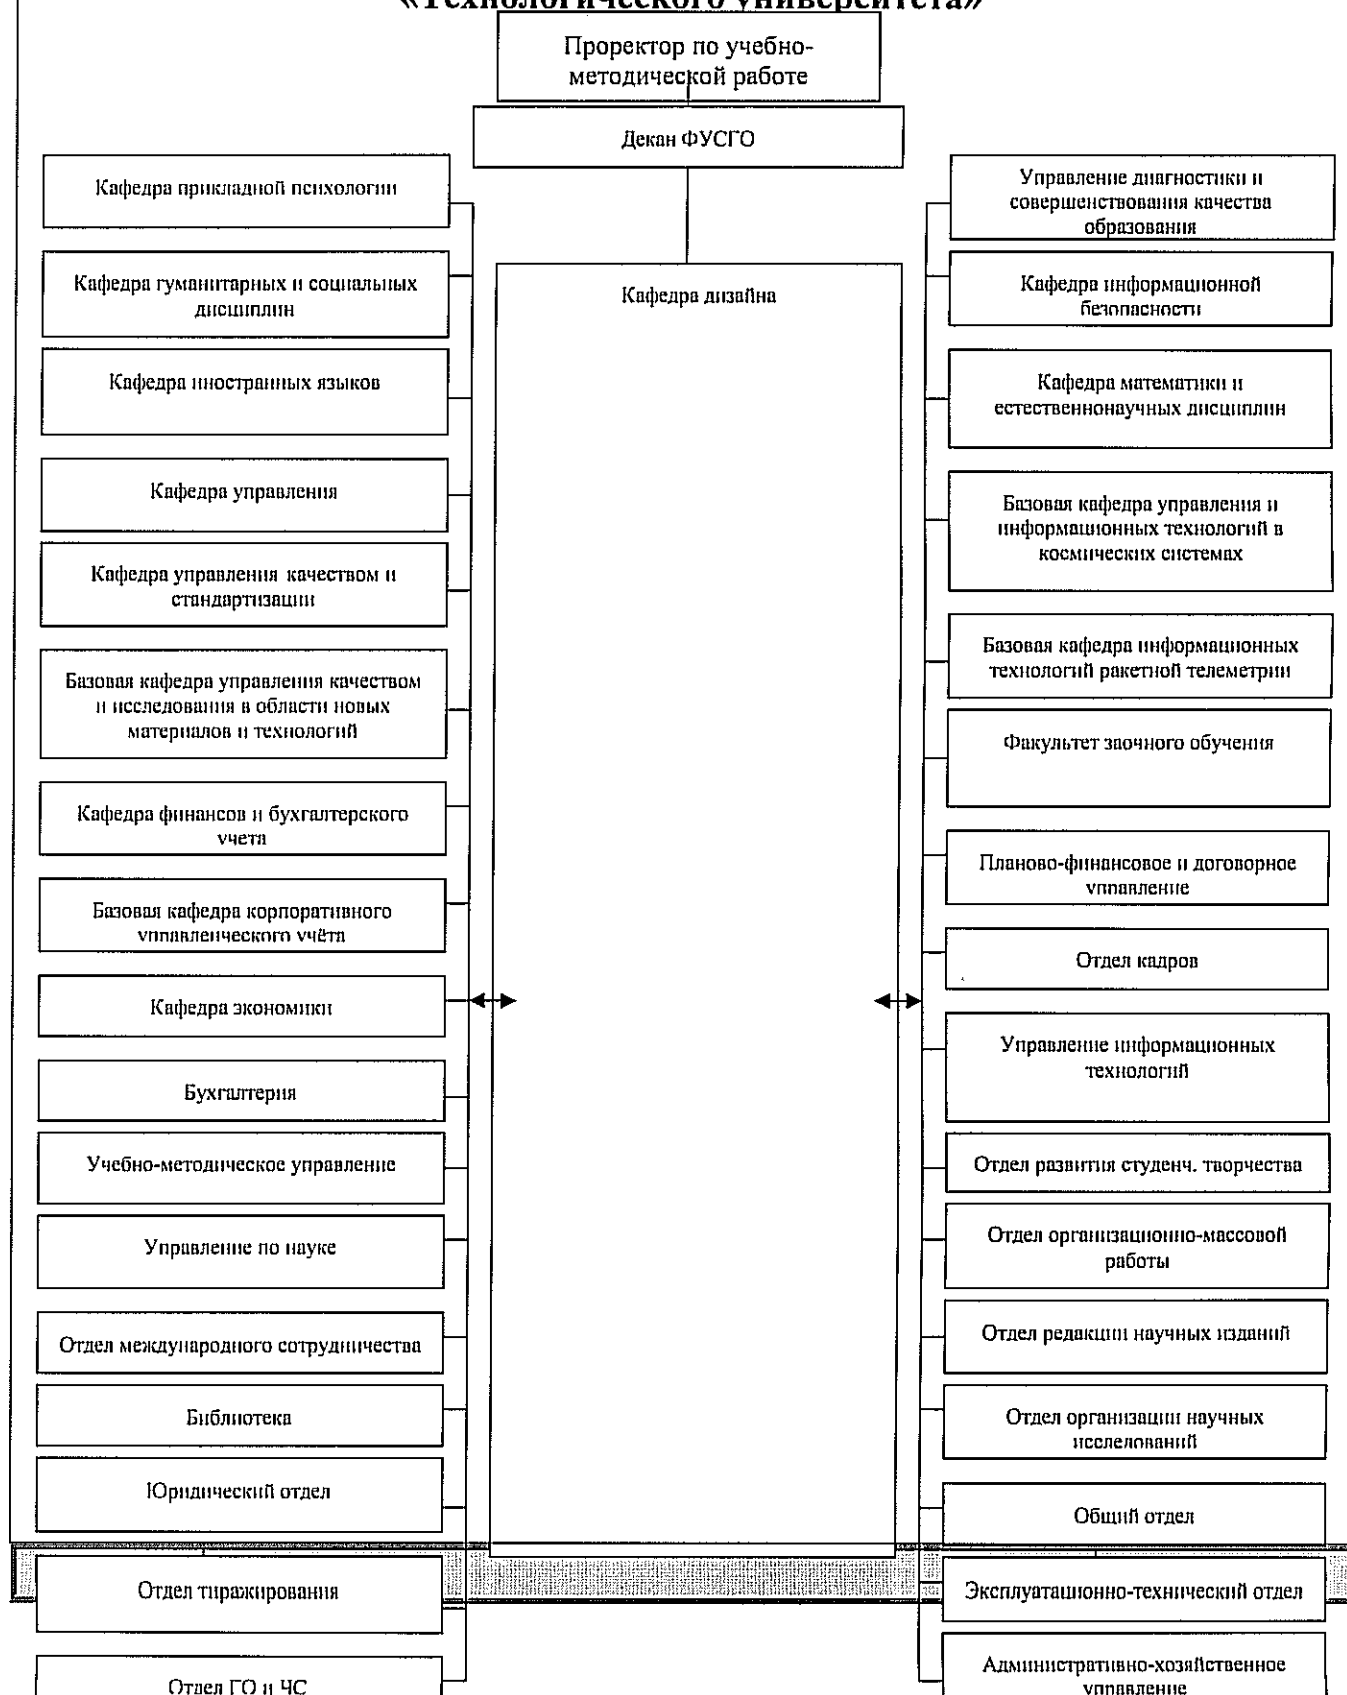 «Технологического университета»
Проректор по учебно-
методической работе
Декан ФУСГО
Кафедра прикладной психологии
Кафедра гуманитарных и социальных
дисциплин
Кафедра иностранных языков
Кафедра управления
Кафедра управления качеством и
стандартизации
Базовая кафедра управления качеством
и исследования в области новых
материалов и технологий
Кафедра финансов и бухгалтерского
учета
Базовая кафедра корпоративного
управленческого учёта
Кафедра экономики
Бухгалтерия
Учебно-методическое управление
Управление по науке
Отдел международного сотрудничества
Библиотека
Юридический отдел
Отдел тиражирования
Отдел ГО и ЧС
Кафедра дизайна
Управление диагностики и
совершенствования качества
образования
Кафедра информационной
безопасности
Кафедра математики и
естественнонаучных дисциплин
Базовая кафедра управления и
информационных технологий в
космических системах
Базовая кафедра информационных
технологий ракетной телеметрии
Факультет заочного обучения
Планово-финансовое и договорное
управление
Отдел кадров
Управление информационных
технологий
Отдел развития студенч. творчества
Отдел организационно-массовой
работы
Отдел редакции научных изданий
Отдел организации научных
исследований
Общий отдел
Эксплуатационно-технический отдел
Административно-хозяйственное
управление